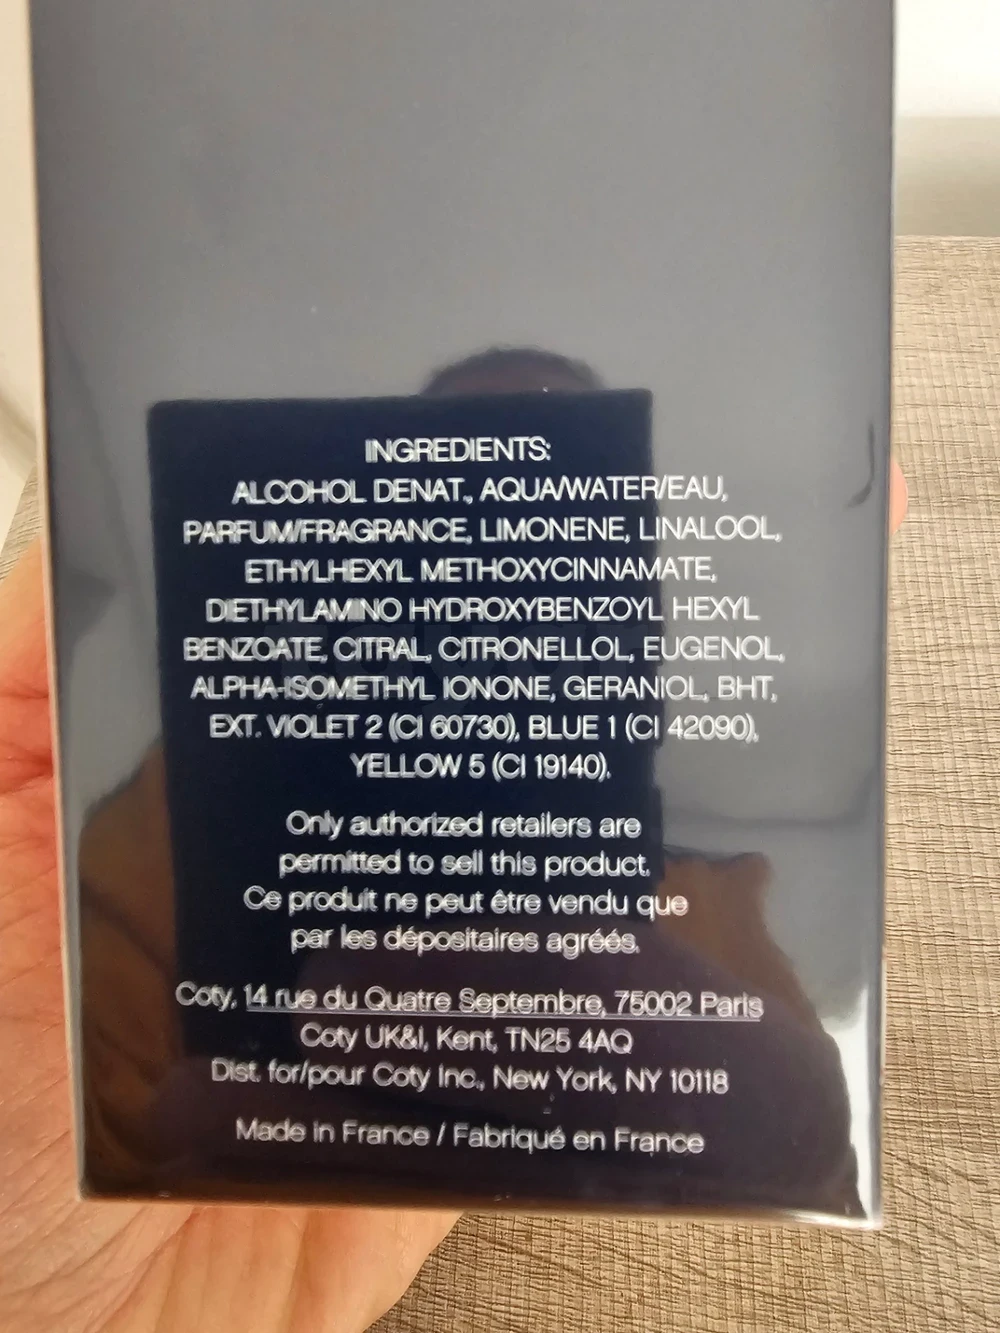 INGREDIENTS:
ALCOHOL DENAT., AQUA/WATER/EAU,
PARFUM/FRAGRANCE, LIMONENE, LINALOOL,
ETHYLHEXYL METHOXYCINNAMATE,
DIETHYLAMINO HYDROXYBENZOYL HEXYL
BENZOATE, CITRAL, CITRONELLOL, EUGENOL,
ALPHA-ISOMETHYL IONONE, GERANIOL, BHT,
EXT. VIOLET 2 (CI 60730), BLUE 1 (CI 42090),
YELLOW 5 (CI 19140).
Only authorized retailers are
permitted to sell this product.
Ce produit ne peut être vendu que
par les dépositaires agréés.
Coty, 14 rue du Quatre Septembre, 75002 Paris
Coty UK&I, Kent, TN25 4AQ
Dist. for/pour Coty Inc., New York, NY 10118
Made in France / Fabriqué en France